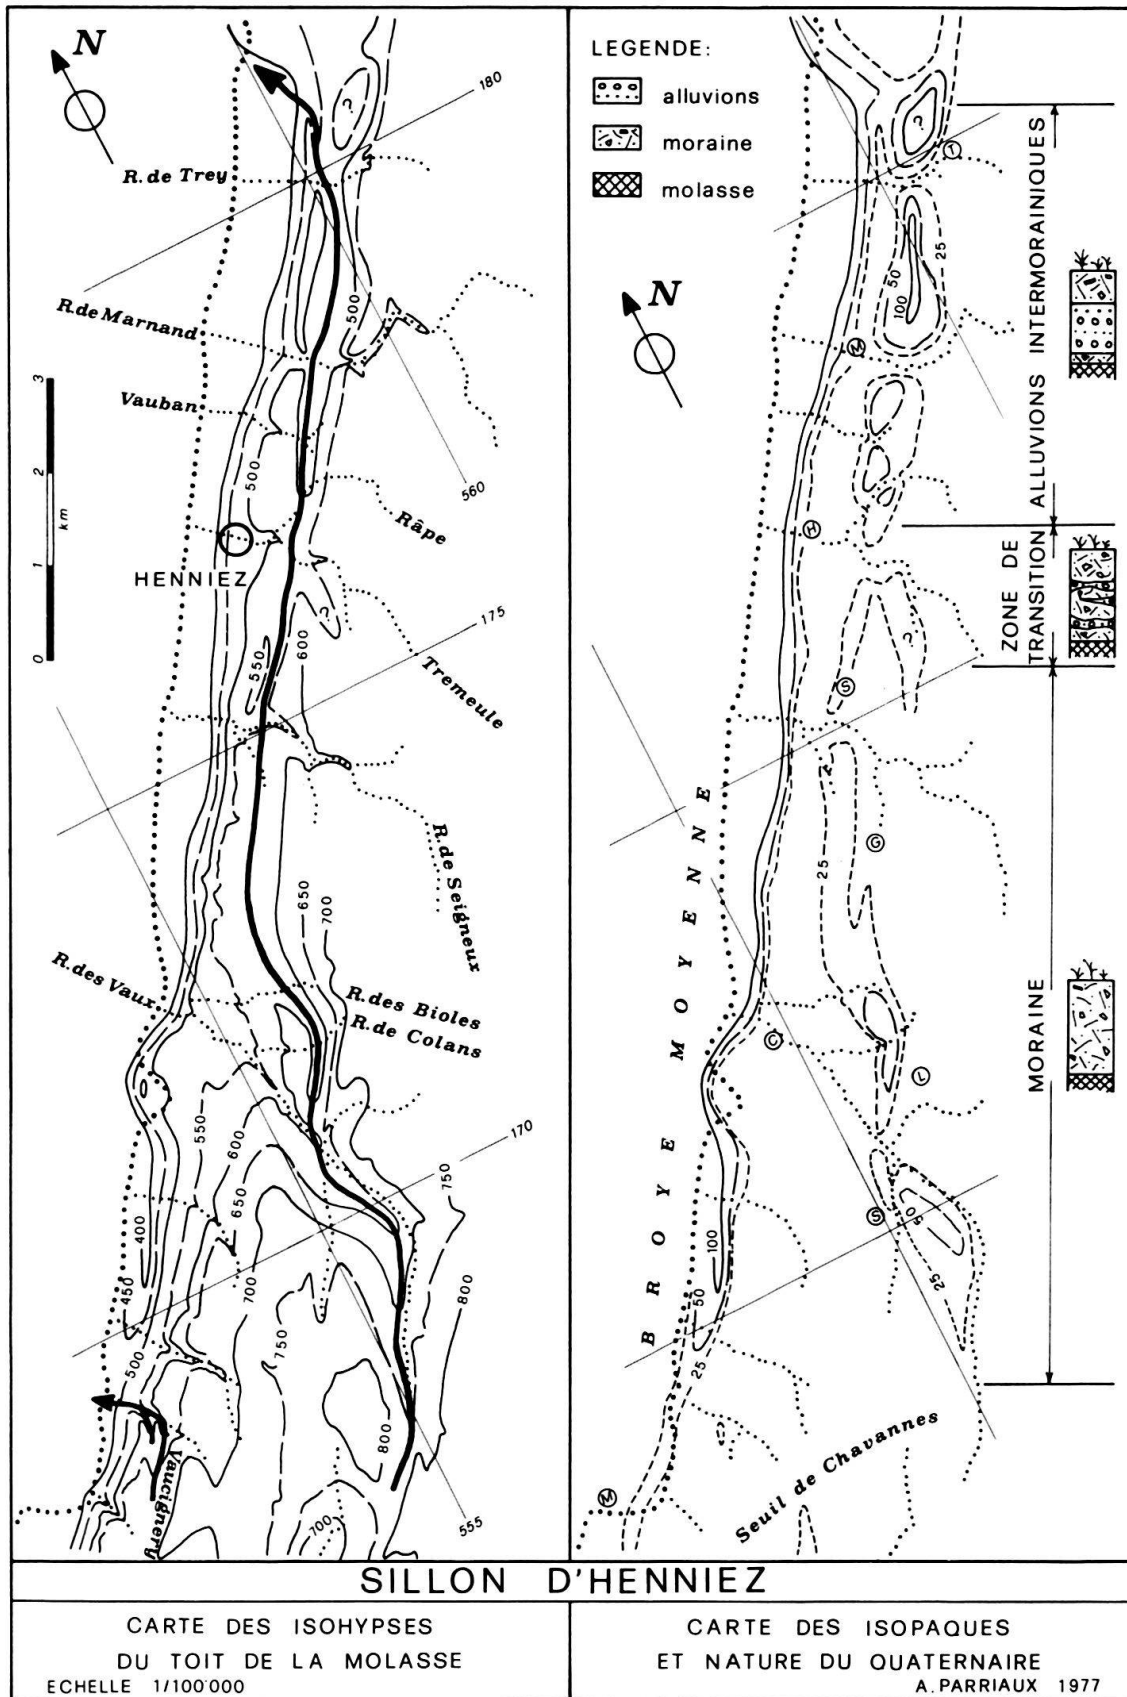 N
180
R. de Trey
R. de Marnand
500
Vauban
3
2
1
0
km
500
560
Râpe
HENNIEZ
?
?
175
600
550
Tremeule
R. de Seigneux
650
700
R. des Vaux
R. des Bioles
R. de Colans
550
600
650
170
750
400
450
700
750
800
500
800
Vaucignery
700
555
LEGENDE:
alluvions
moraine
molasse
N
?
T
25
50
100
M
H
?
S
G
25
C
L
S
50
25
100
50
25
M
BROYE MOYENNE
Seuil de Chavannes
ALLUVIONS INTERMORAINIQUES
ZONE DE
TRANSITION
MORAINE
SILLON D'HENNIEZ
CARTE DES ISOHYPSES
DU TOIT DE LA MOLASSE
ECHELLE 1/100'000
CARTE DES ISOPAQUES
ET NATURE DU QUATERNAIRE
A. PARRIAUX 1977